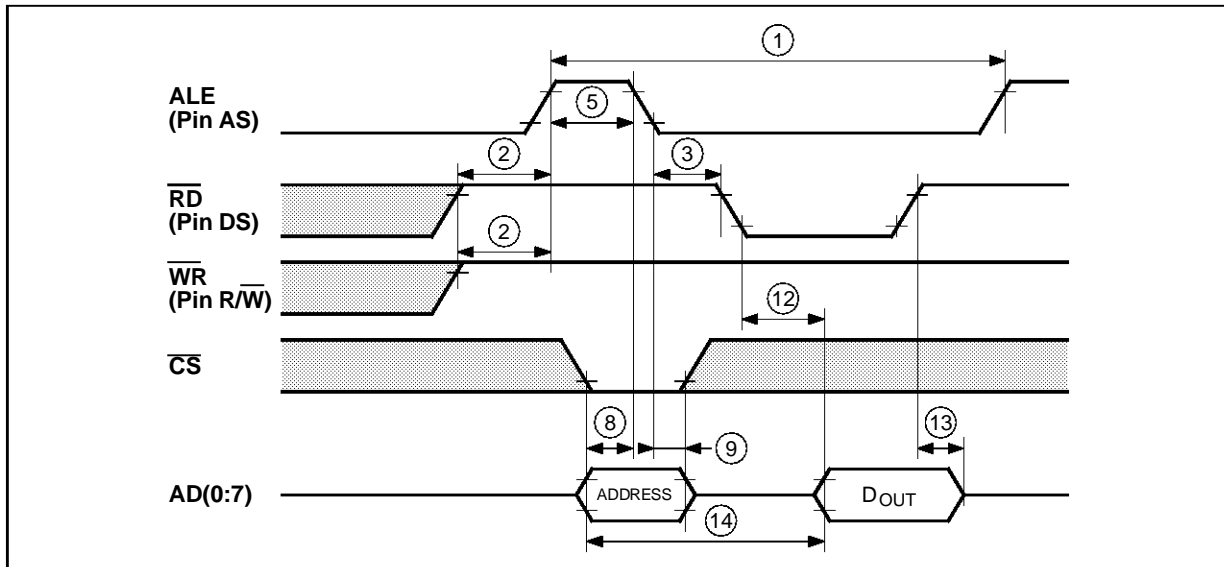 1
ALE
(Pin AS)
5
2
3
RD
(Pin DS)
2
WR
(Pin R/W)
12
CS
8
9
13
AD(0:7)
ADDRESS
DOUT
14